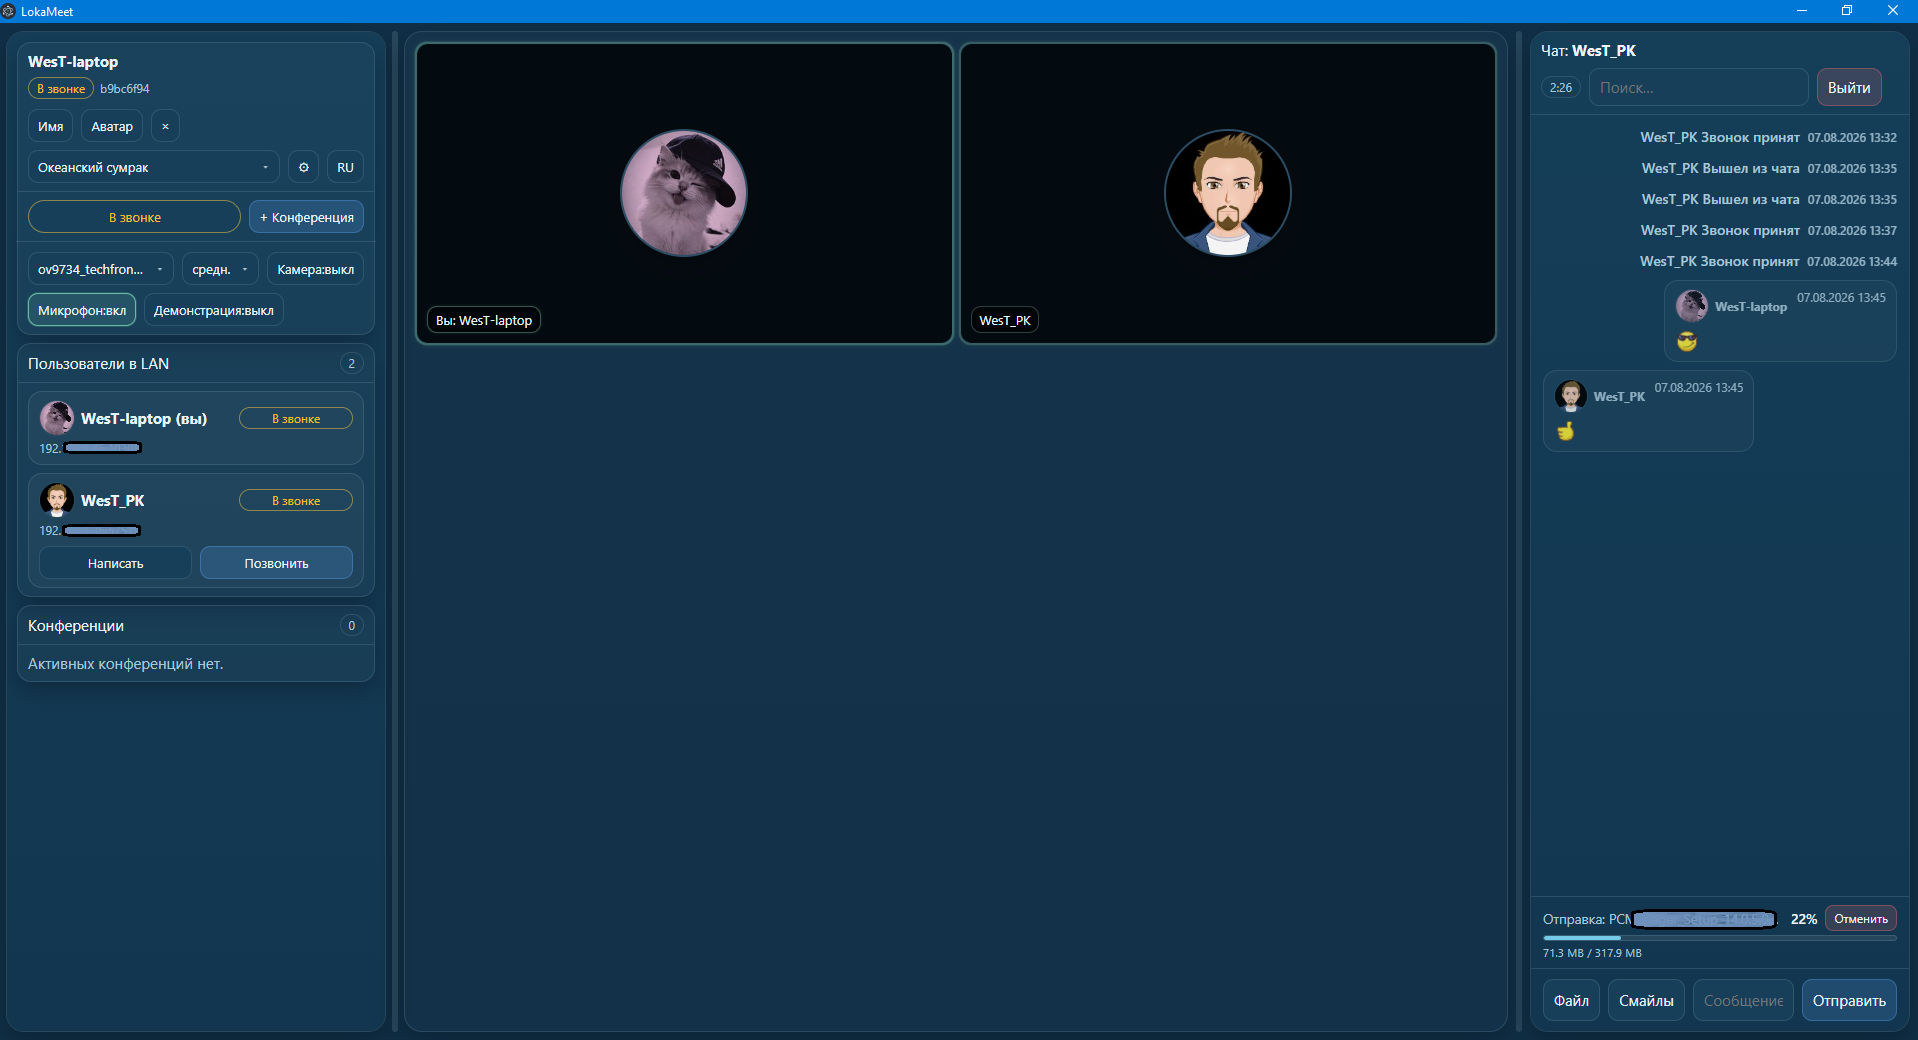 LokaMeet
WesT-laptop
В звонке b9bc6f94
Имя Аватар ×
Океанский сумрак RU
В звонке + Конференция
ov9734_techfron... средн. Камера:выкл
Микрофон:вкл Демонстрация:выкл
Пользователи в LAN 2
WesT-laptop (вы) В звонке
192.
WesT_PK В звонке
192.
Написать Позвонить
Конференции 0
Активных конференций нет.
Вы: WesT-laptop
WesT_PK
Чат: WesT_PK
2:26 Поиск... Выйти
WesT_PK Звонок принят 07.08.2026 13:32
WesT_PK Вышел из чата 07.08.2026 13:35
WesT_PK Вышел из чата 07.08.2026 13:35
WesT_PK Звонок принят 07.08.2026 13:37
WesT_PK Звонок принят 07.08.2026 13:44
WesT-laptop 07.08.2026 13:45
WesT_PK 07.08.2026 13:45
Отправка: 22% Отменить
71.3 MB / 317.9 MB
Файл Смайлы Сообщение Отправить